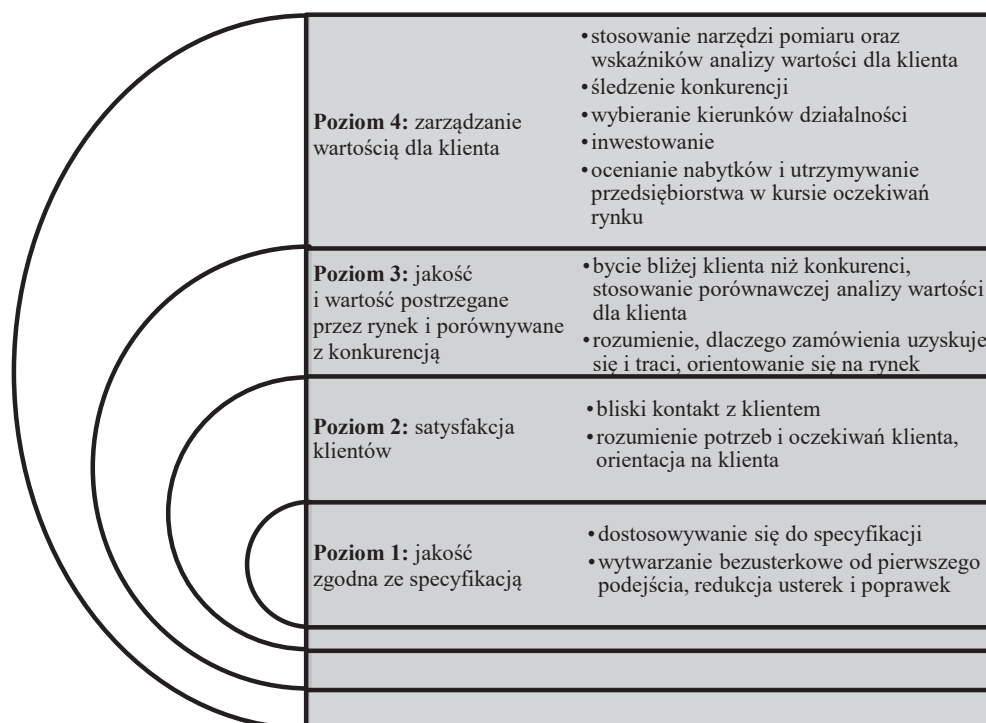 Poziom 4: zarządzanie
wartością dla klienta
•stosowanie narzędzi pomiaru oraz
wskaźników analizy wartości dla klienta
•śledzenie konkurencji
•wybieranie kierunków działalności
•inwestowanie
•ocenianie nabytków i utrzymywanie
przedsiębiorstwa w kursie oczekiwań
rynku
Poziom 3: jakość
i wartość postrzegane
przez rynek i porównywane
z konkurencją
•bycie bliżej klienta niż konkurenci,
stosowanie porównawczej analizy wartości
dla klienta
•rozumienie, dlaczego zamówienia uzyskuje
się i traci, orientowanie się na rynek
Poziom 2: satysfakcja
klientów
•bliski kontakt z klientem
•rozumienie potrzeb i oczekiwań klienta,
orientacja na klienta
Poziom 1: jakość
zgodna ze specyfikacją
•dostosowywanie się do specyfikacji
•wytwarzanie bezusterkowe od pierwszego
podejścia, redukcja usterek i poprawek